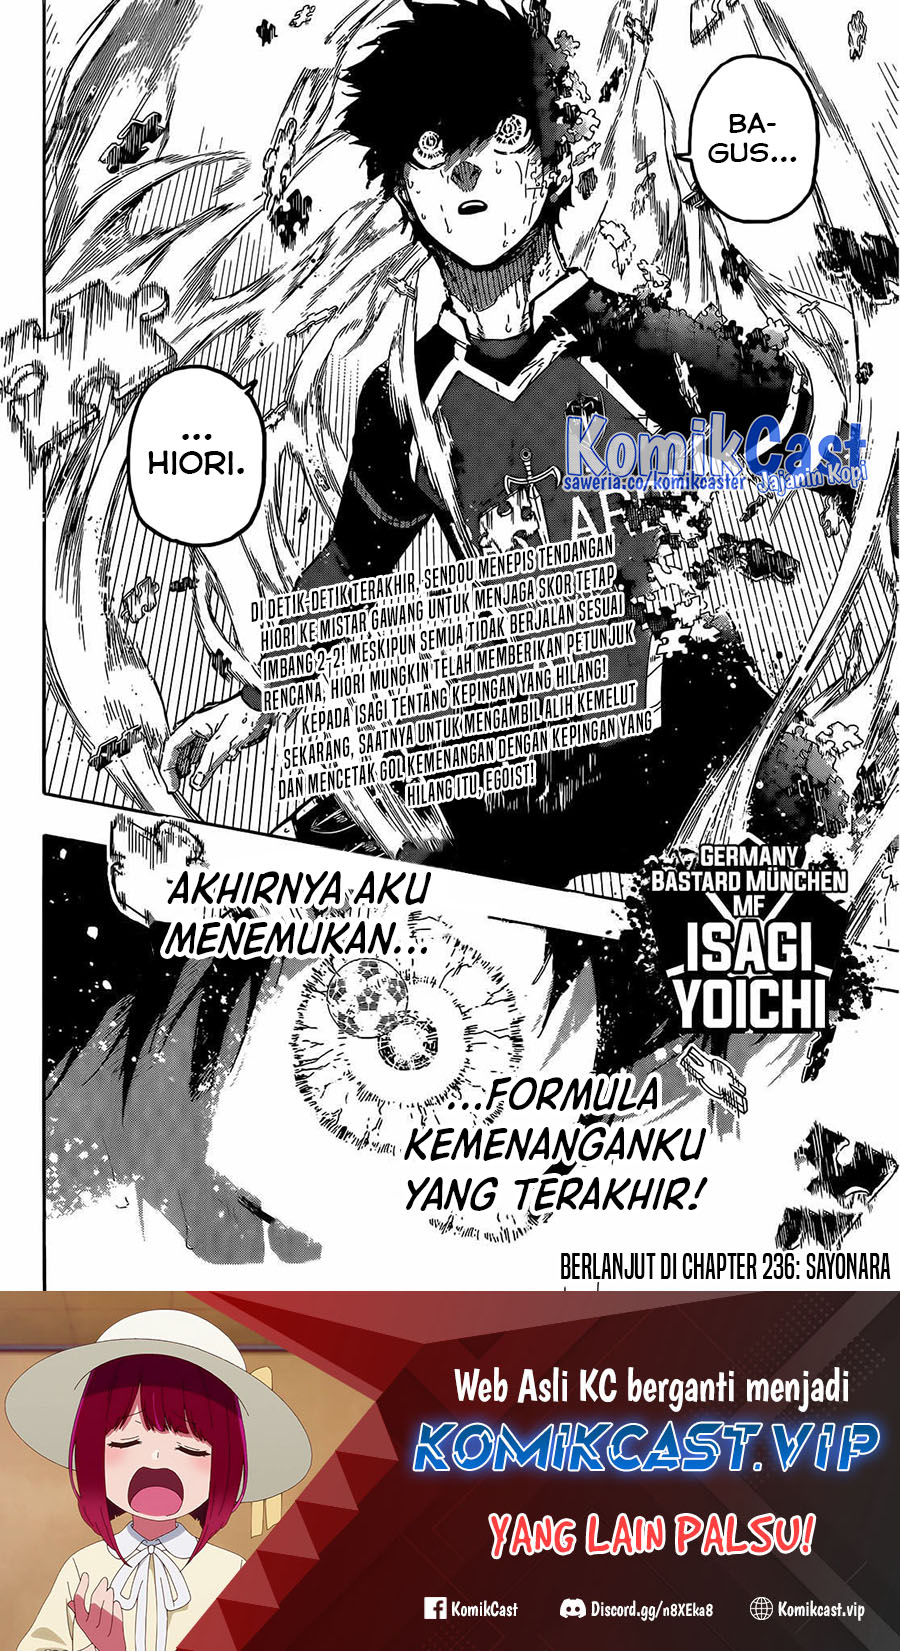 BA-
GUS...
...
HIORI.
KomikCast
saweria.co/komikcaster Jajanin Kopi
LAB
DI DETIK-DETIK TERAKHIR, SENDOU MENEPIS TENDANGAN
HIORI KE MISTAR GAWANG UNTUK MENJAGA SKOR TETAP
IMBANG 2-2! MESKIPUN SEMUA TIDAK BERJALAN SESUAI
RENCANA, HIORI MUNGKIN TELAH MEMBERIKAN PETUNJUK
KEPADA ISAGI TENTANG KEPINGAN YANG HILANG!
SEKARANG, SAATNYA UNTUK MENGAMBIL ALIH KEMELUT
DAN MENCETAK GOL KEMENANGAN DENGAN KEPINGAN YANG
HILANG ITU, EGOIST!
GERMANY
BASTARD MÜNCHEN
MF
ISAGI
YOICHI
AKHIRNYA AKU
MENEMUKAN...
...FORMULA
KEMENANGANKU
YANG TERAKHIR!
BERLANJUT DI CHAPTER 236: SAYONARA
Web Asli KC berganti menjadi
KOMIKCAST.VIP
YANG LAIN PALSU!
KomikCast Discord.gg/n8XEka8 Komikcast.vip